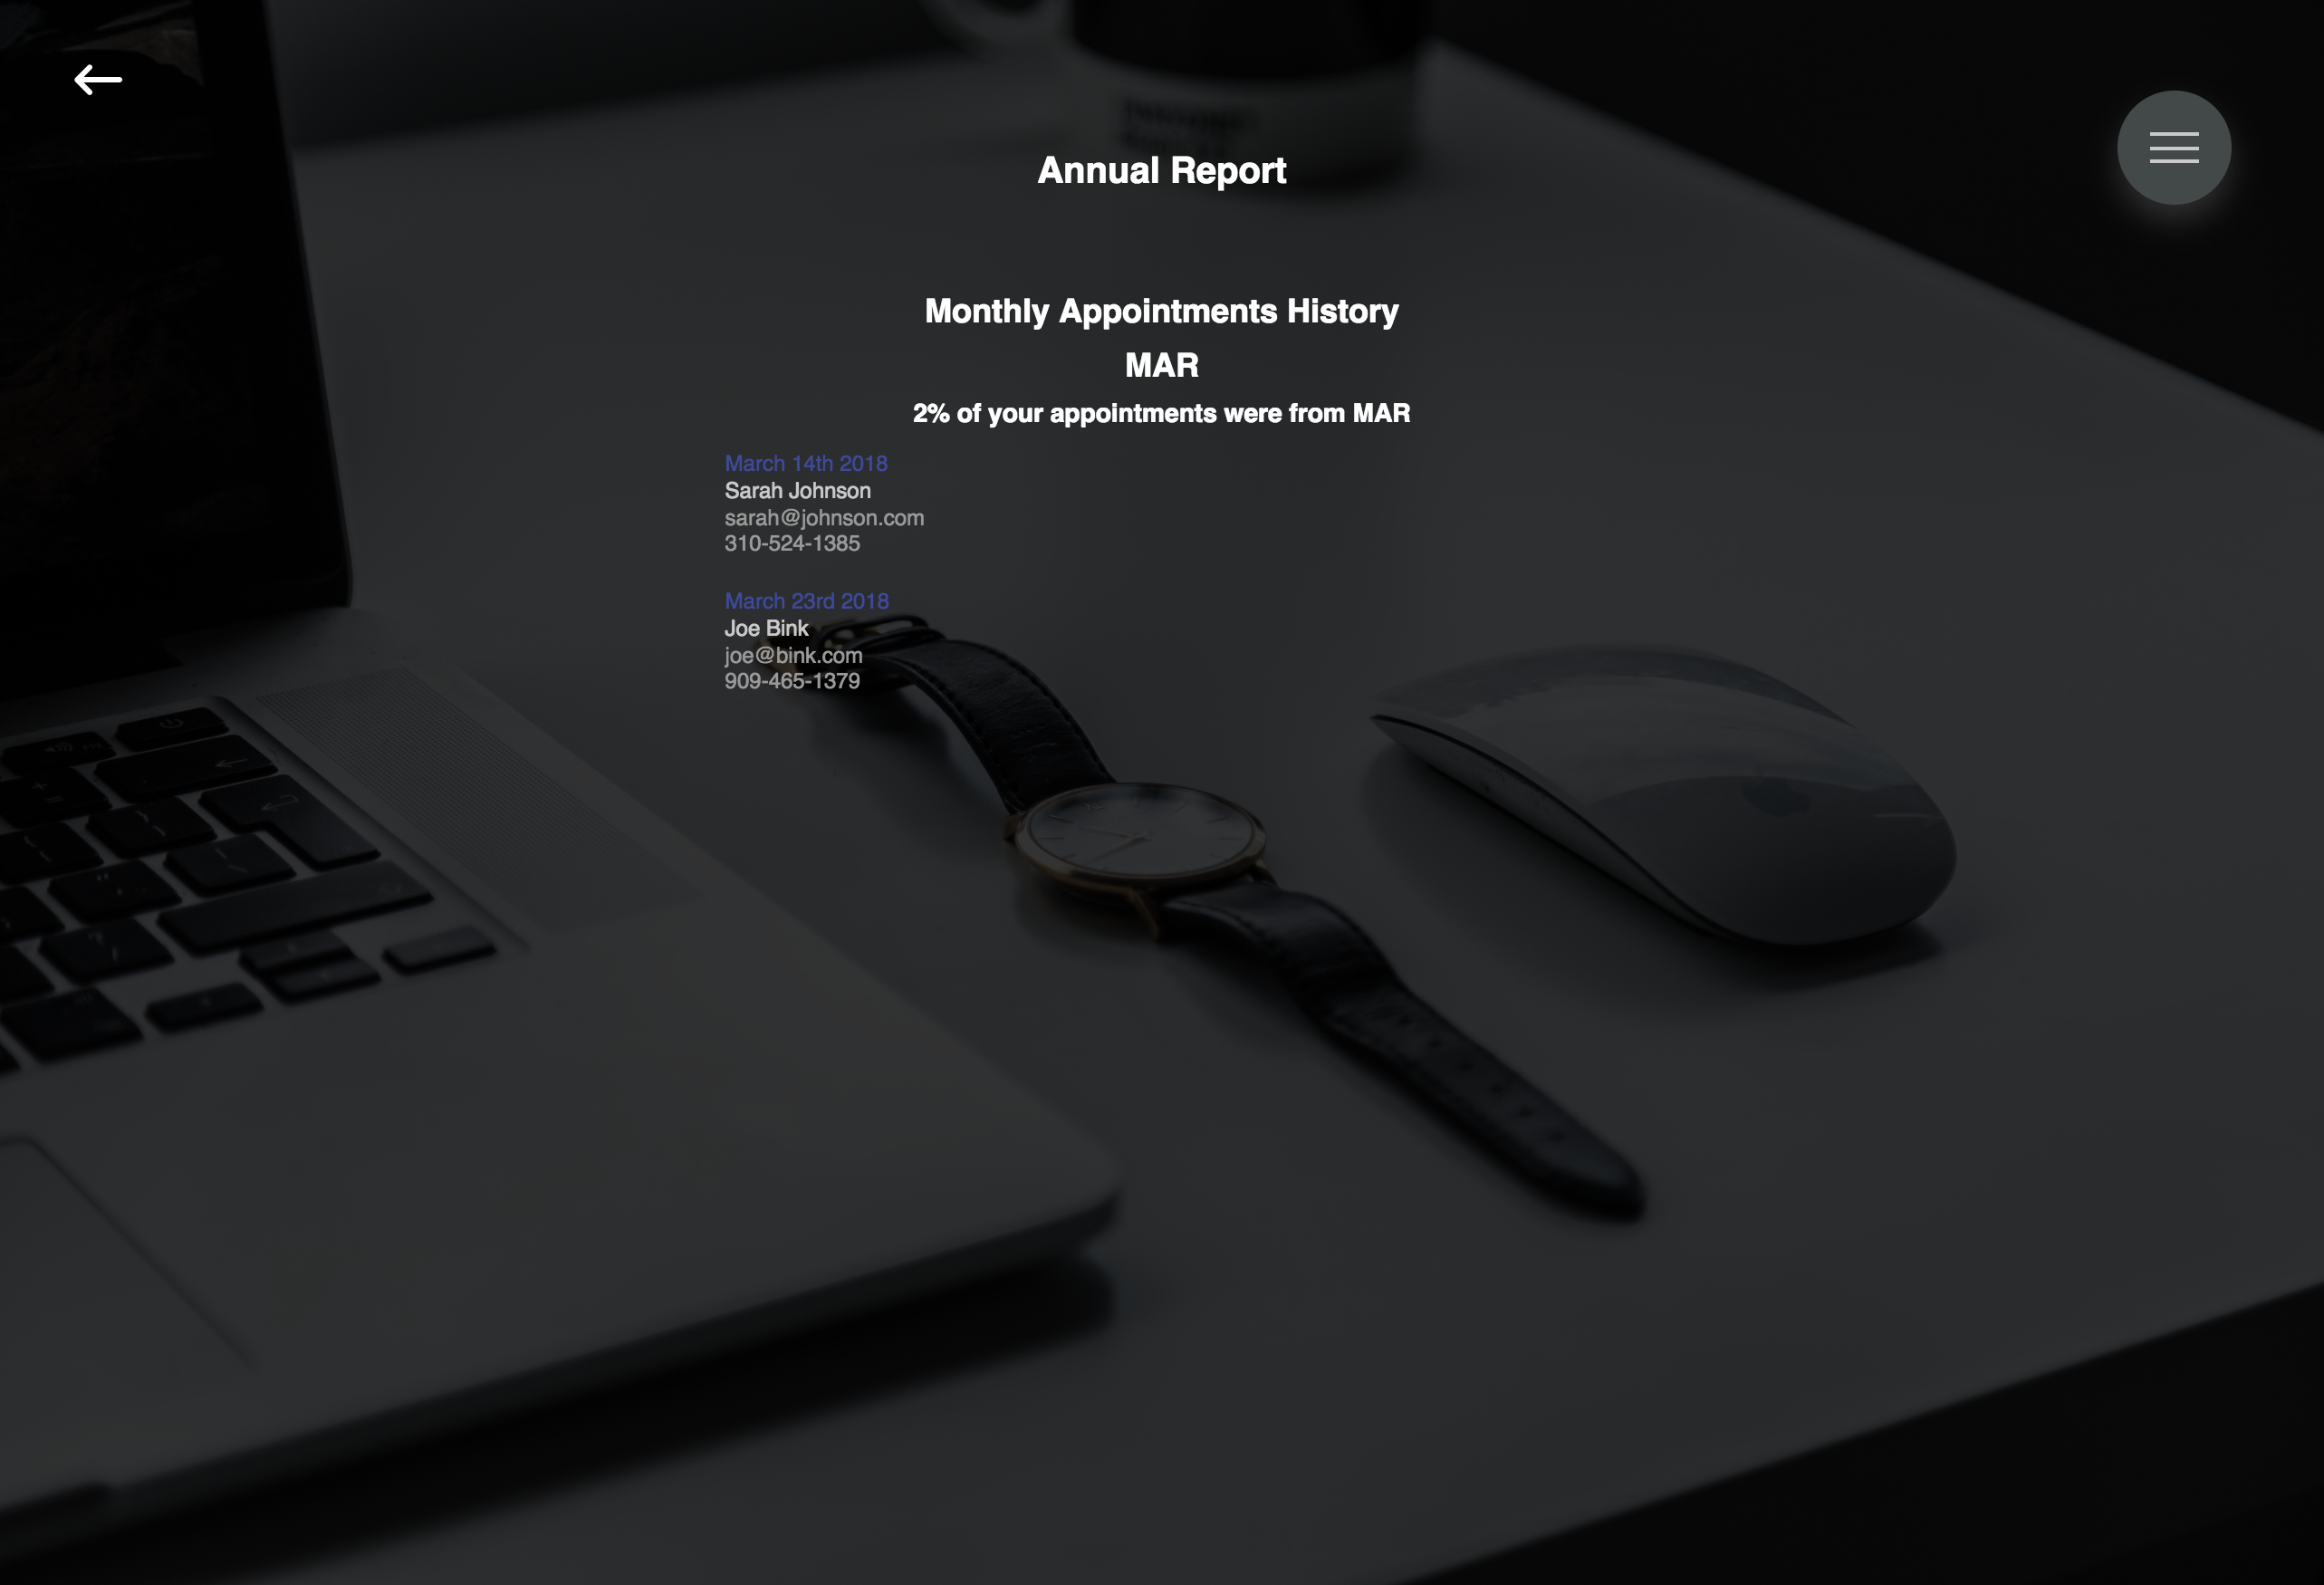 Annual Report
Monthly Appointments History
MAR
2% of your appointments were from MAR
March 14th 2018
Sarah Johnson
sarah@johnson.com
310-524-1385
March 23rd 2018
Joe Bink
joe@bink.com
909-465-1379